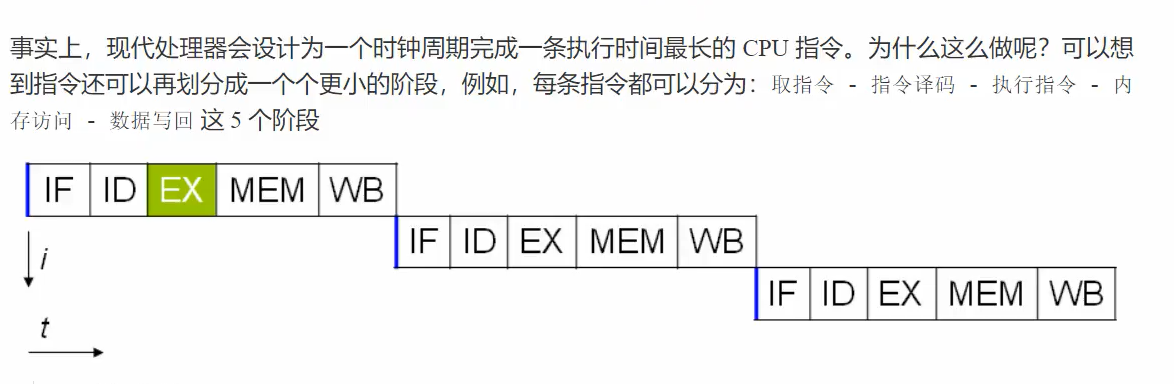 事实上，现代处理器会设计为一个时钟周期完成一条执行时间最长的 CPU 指令。为什么这么做呢？可以想
到指令还可以再划分成一个个更小的阶段，例如，每条指令都可以分为：取指令 - 指令译码 - 执行指令 - 内
存访问 - 数据写回 这 5 个阶段
IF ID EX MEM WB
IF ID EX MEM WB
i
IF ID EX MEM WB
t